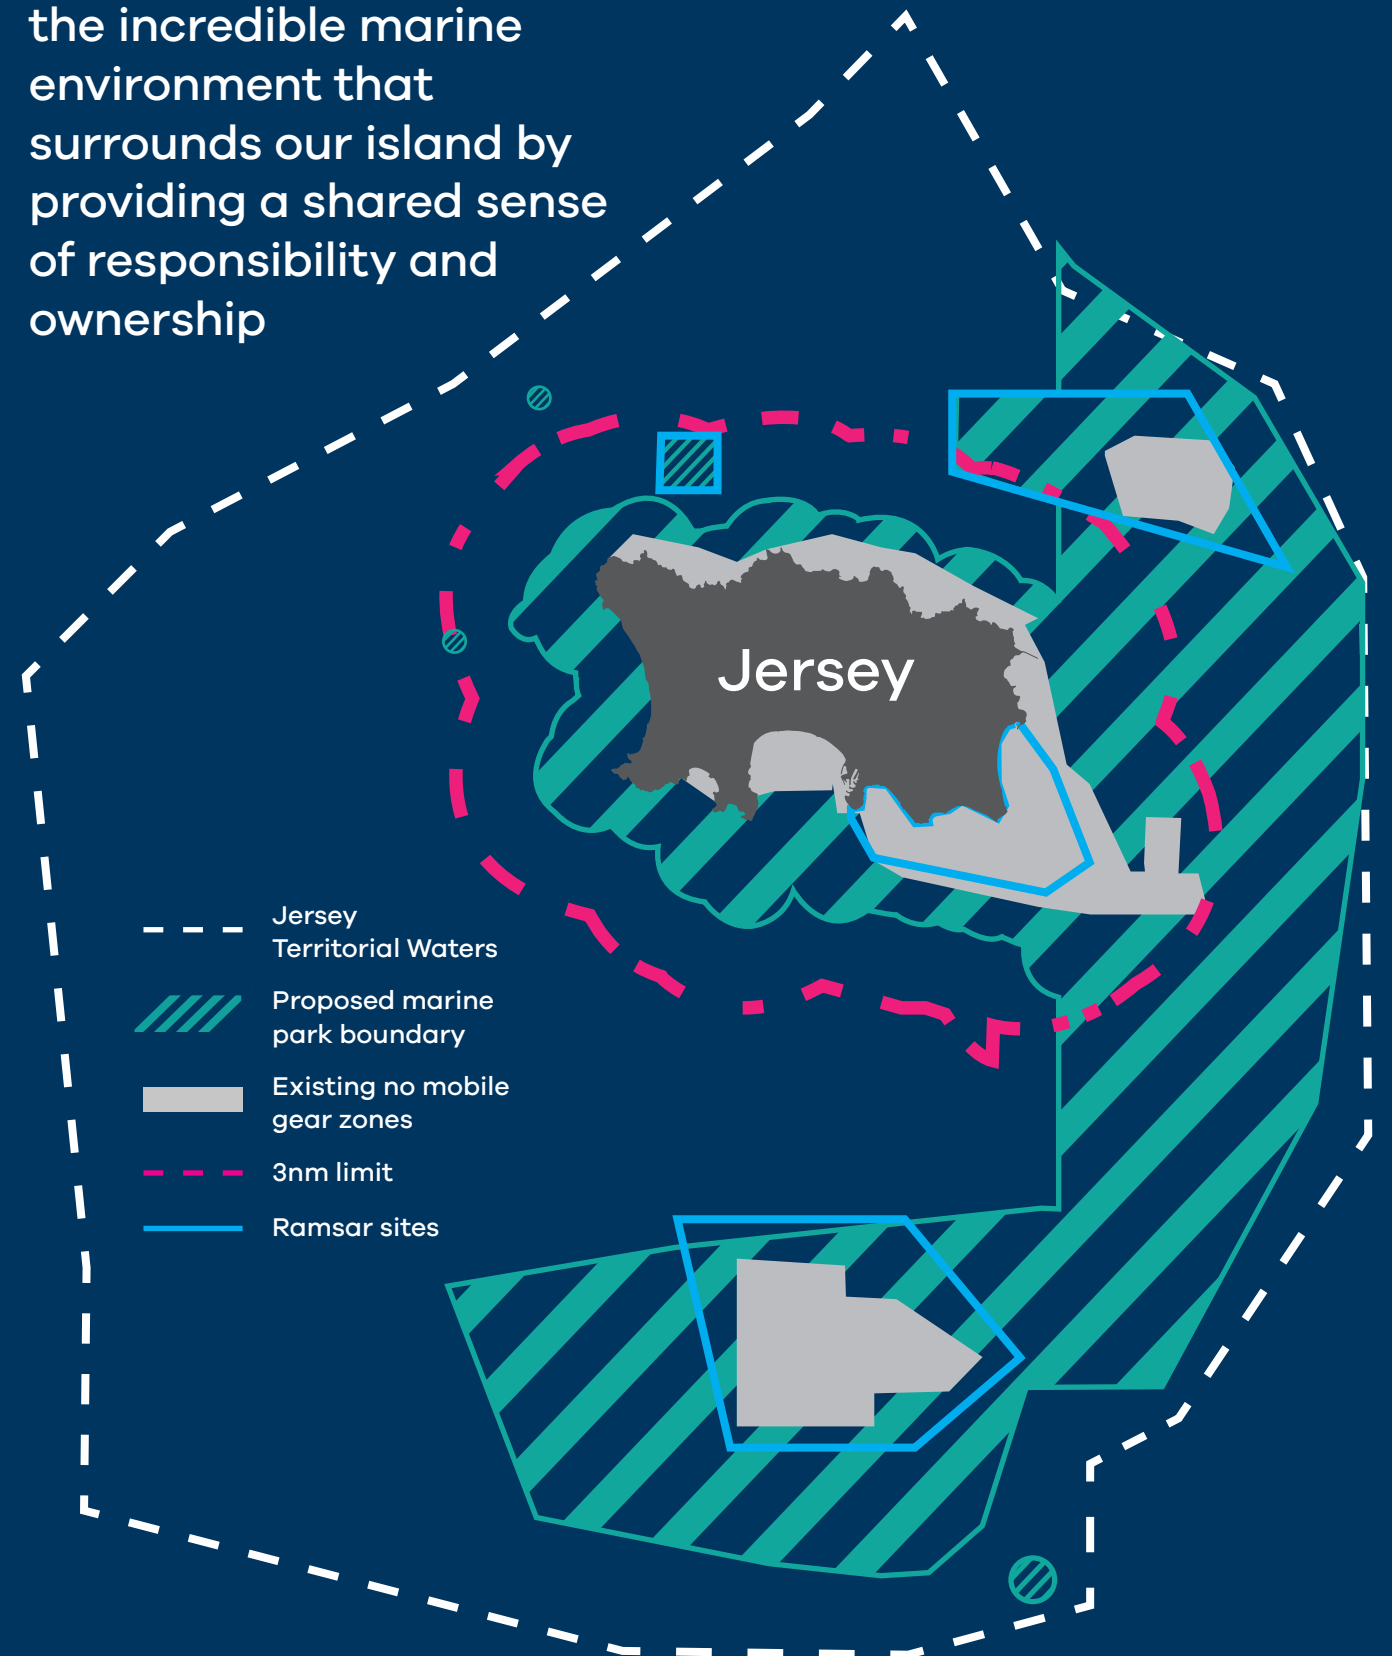 the incredible marine
environment that
surrounds our island by
providing a shared sense
of responsibility and
ownership
Jersey
Jersey
Territorial Waters
Proposed marine
park boundary
Existing no mobile
gear zones
3nm limit
Ramsar sites